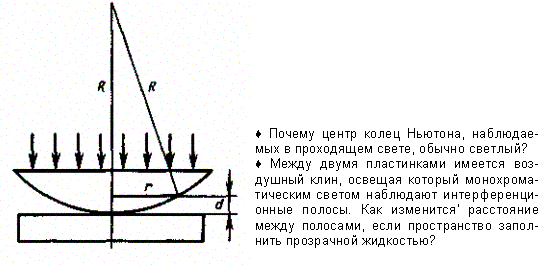 R
R
r
d
♦ Почему центр колец Ньютона, наблюдае-
мых в проходящем свете, обычно светлый?
♦ Между двумя пластинками имеется воз-
душный клин, освещая который монохрома-
тическим светом наблюдают интерференци-
онные полосы. Как изменится' расстояние
между полосами, если пространство запол-
нить прозрачной жидкостью?